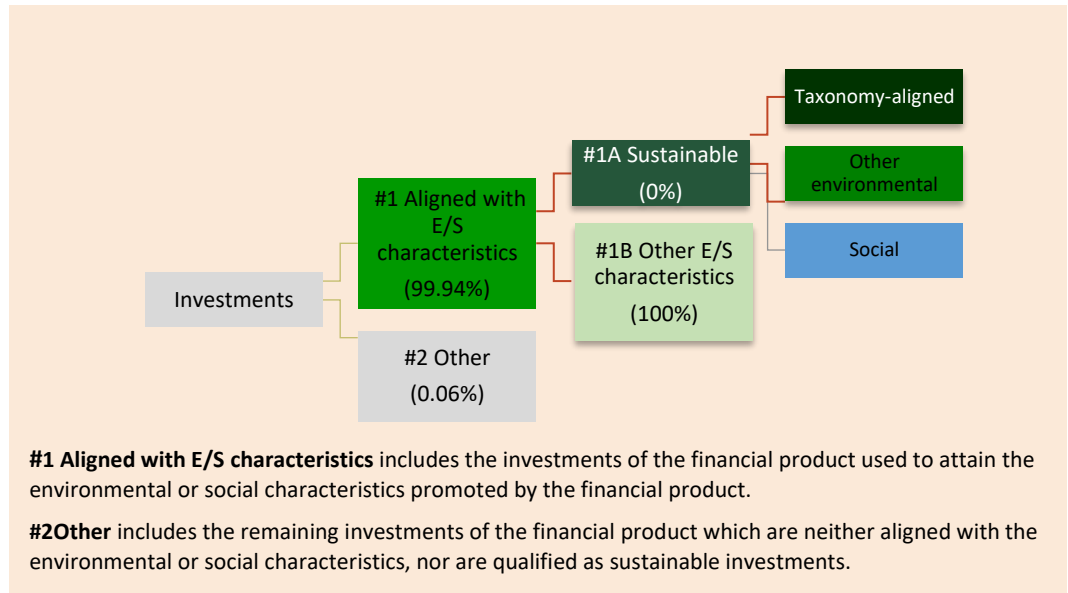 Taxonomy-aligned
#1A Sustainable
(0%)
Other
environmental
#1 Aligned with
E/S
characteristics
(99.94%)
#1B Other E/S
characteristics
(100%)
Social
Investments
#2 Other
(0.06%)
#1 Aligned with E/S characteristics includes the investments of the financial product used to attain the
environmental or social characteristics promoted by the financial product.
#2Other includes the remaining investments of the financial product which are neither aligned with the
environmental or social characteristics, nor are qualified as sustainable investments.